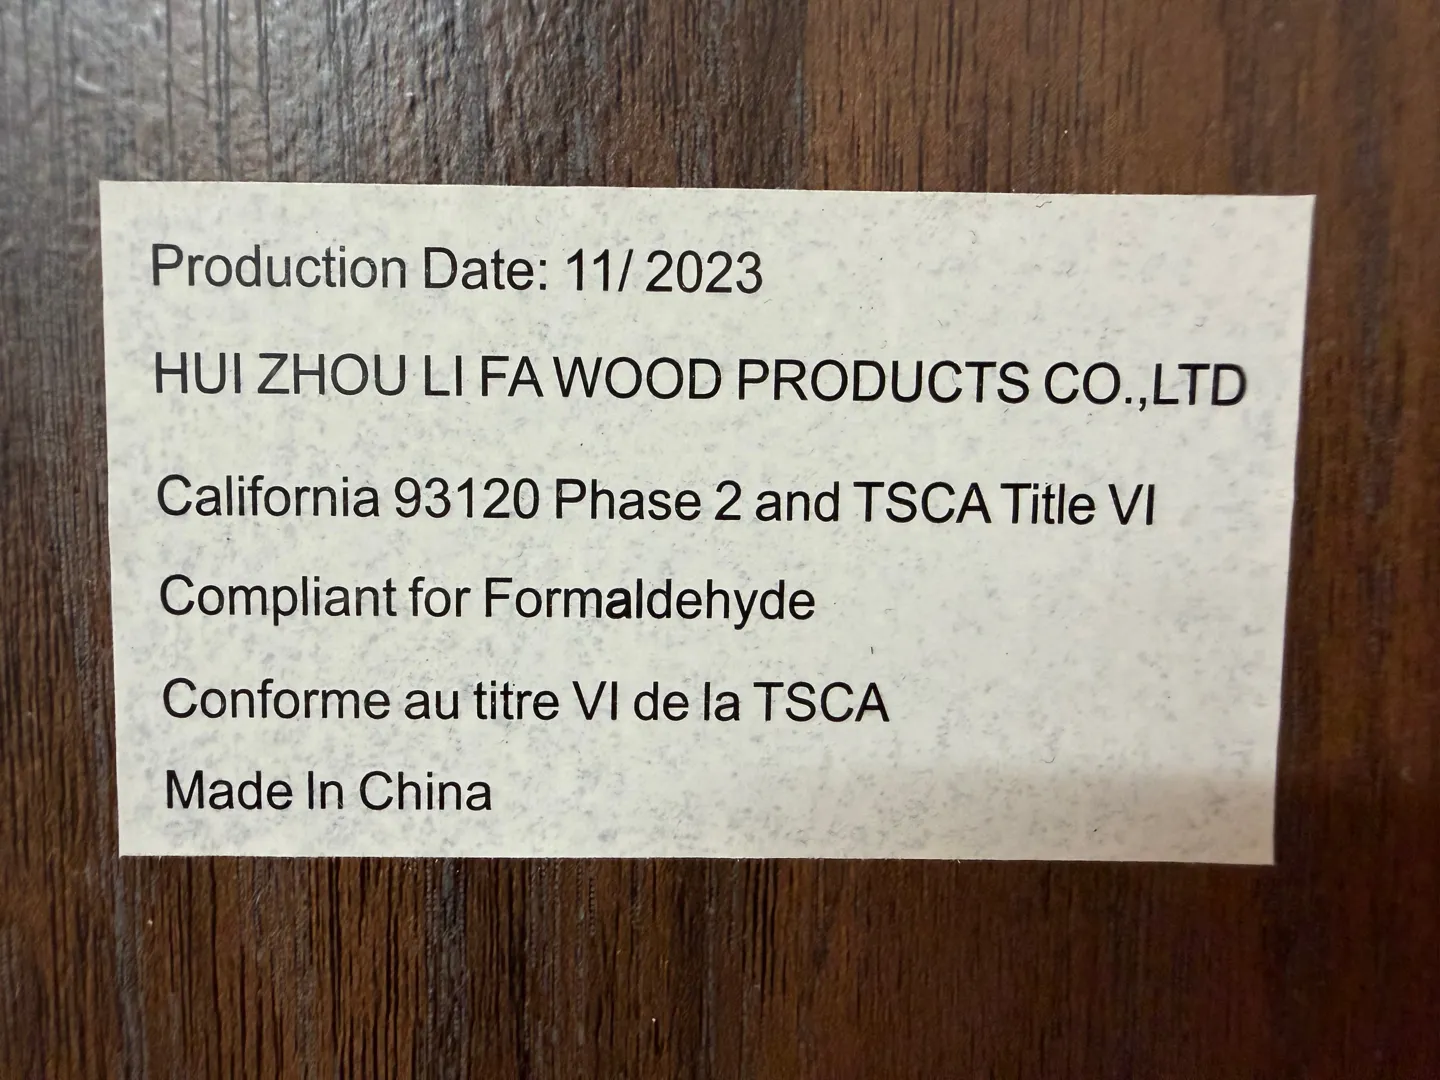 Production Date: 11/ 2023
HUI ZHOU LI FA WOOD PRODUCTS CO.,LTD
California 93120 Phase 2 and TSCA Title VI
Compliant for Formaldehyde
Conforme au titre VI de la TSCA
Made In China